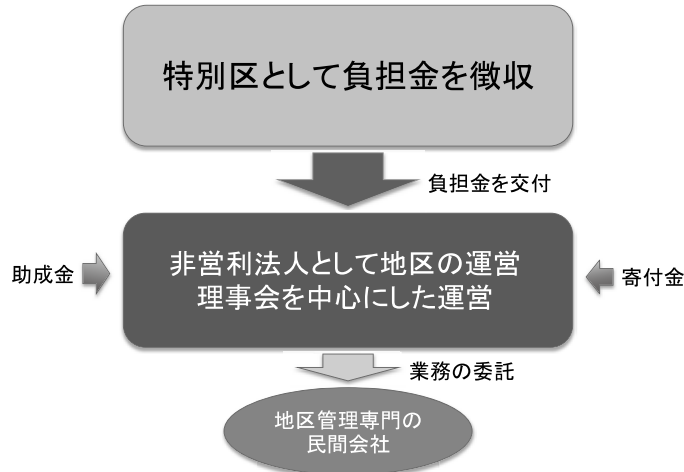 特別区として負担金を徴収
負担金を交付
非営利法人として地区の運営
理事会を中心にした運営
助成金
寄付金
業務の委託
地区管理専門の
民間会社